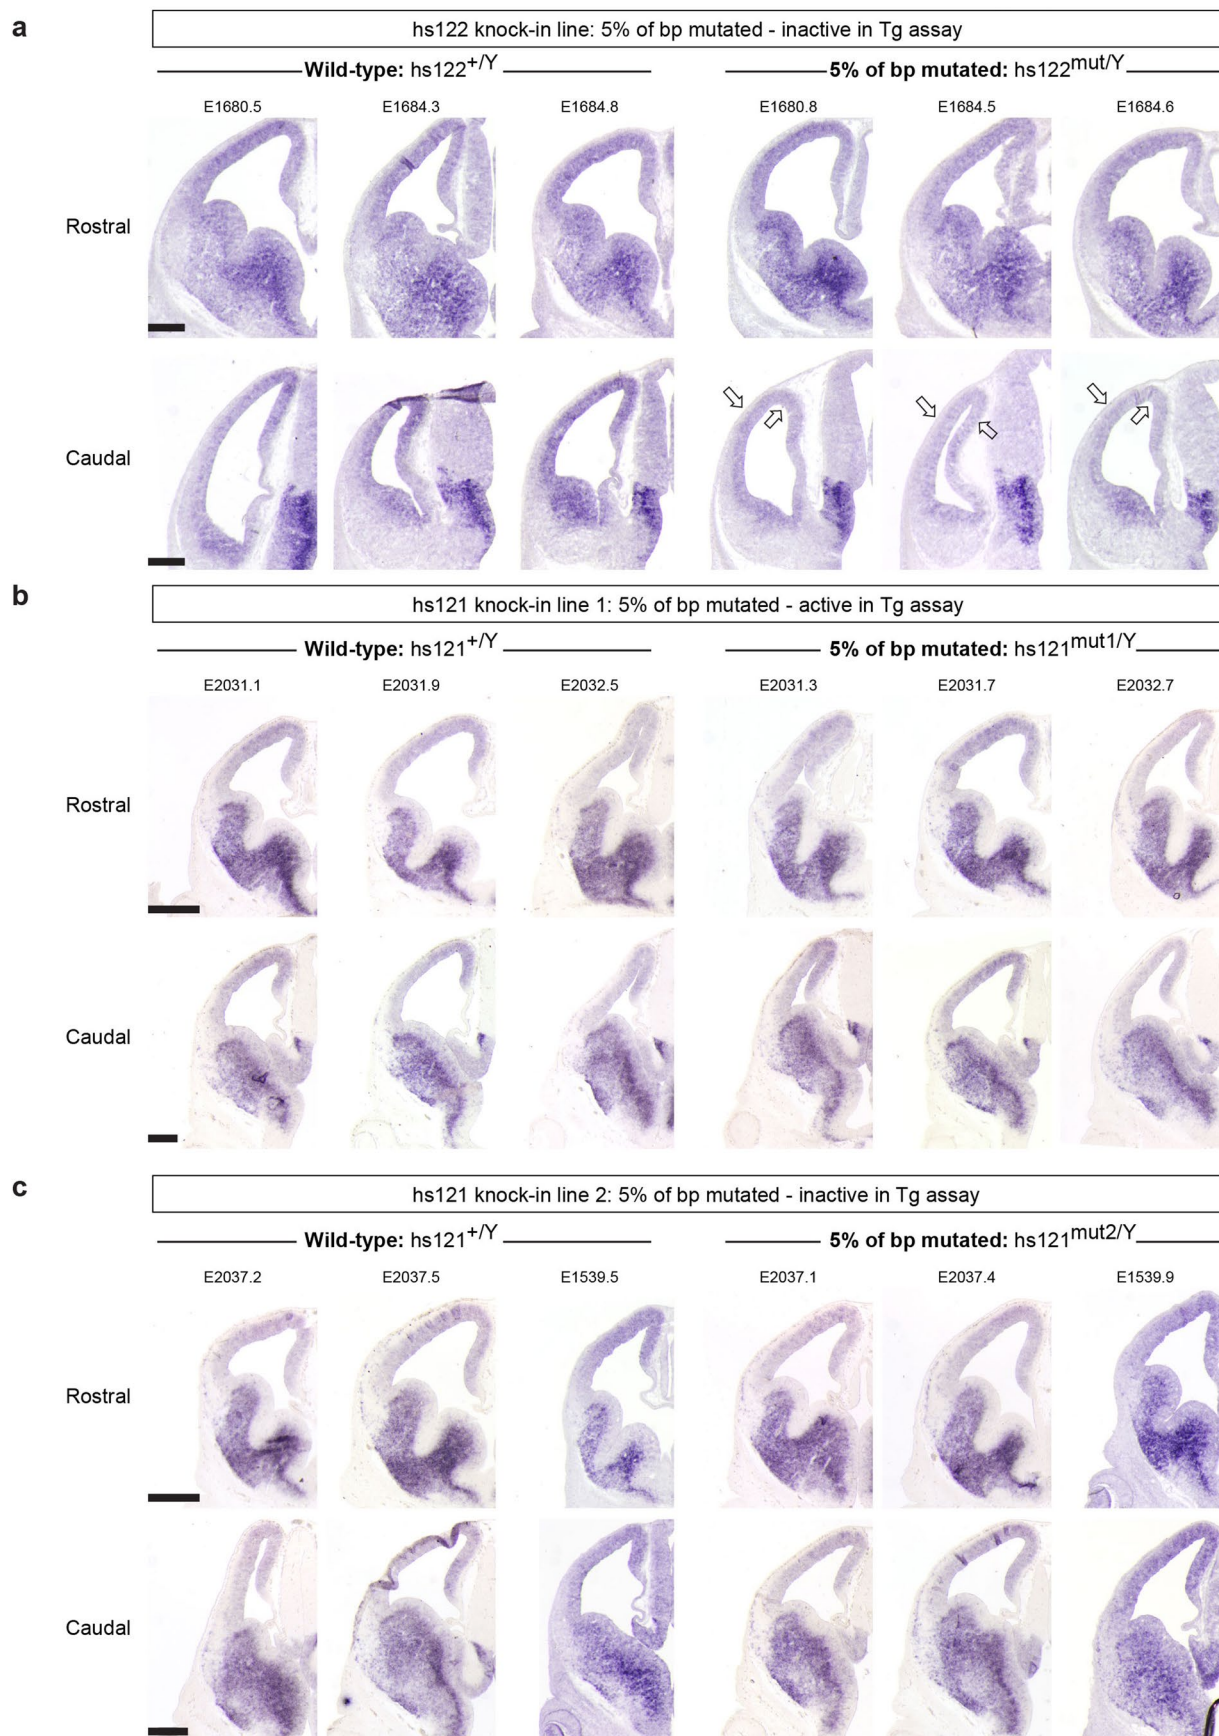 a
hs122 knock-in line: 5% of bp mutated - inactive in Tg assay
Wild-type: hs122+/Y 5% of bp mutated: hs122mut/Y
E1680.5 E1684.3 E1684.8 E1680.8 E1684.5 E1684.6
Rostral
Caudal
b
hs121 knock-in line 1: 5% of bp mutated - active in Tg assay
Wild-type: hs121+/Y 5% of bp mutated: hs121mut1/Y
E2031.1 E2031.9 E2032.5 E2031.3 E2031.7 E2032.7
Rostral
Caudal
c
hs121 knock-in line 2: 5% of bp mutated - inactive in Tg assay
Wild-type: hs121+/Y 5% of bp mutated: hs121mut2/Y
E2037.2 E2037.5 E1539.5 E2037.1 E2037.4 E1539.9
Rostral
Caudal